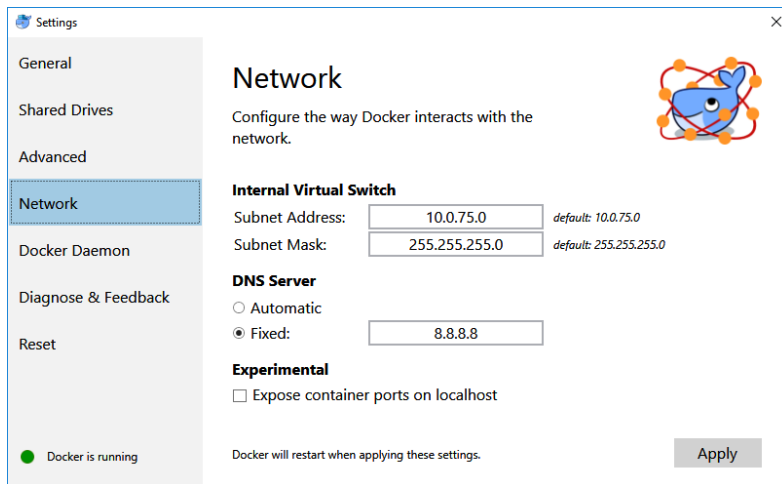 Settings
General
Shared Drives
Advanced
Network
Docker Daemon
Diagnose & Feedback
Reset
Docker is running
Network
Configure the way Docker interacts with the
network.
Internal Virtual Switch
Subnet Address: 10.0.75.0 default: 10.0.75.0
Subnet Mask: 255.255.255.0 default: 255.255.255.0
DNS Server
Automatic
Fixed: 8.8.8.8
Experimental
Expose container ports on localhost
Docker will restart when applying these settings.
Apply